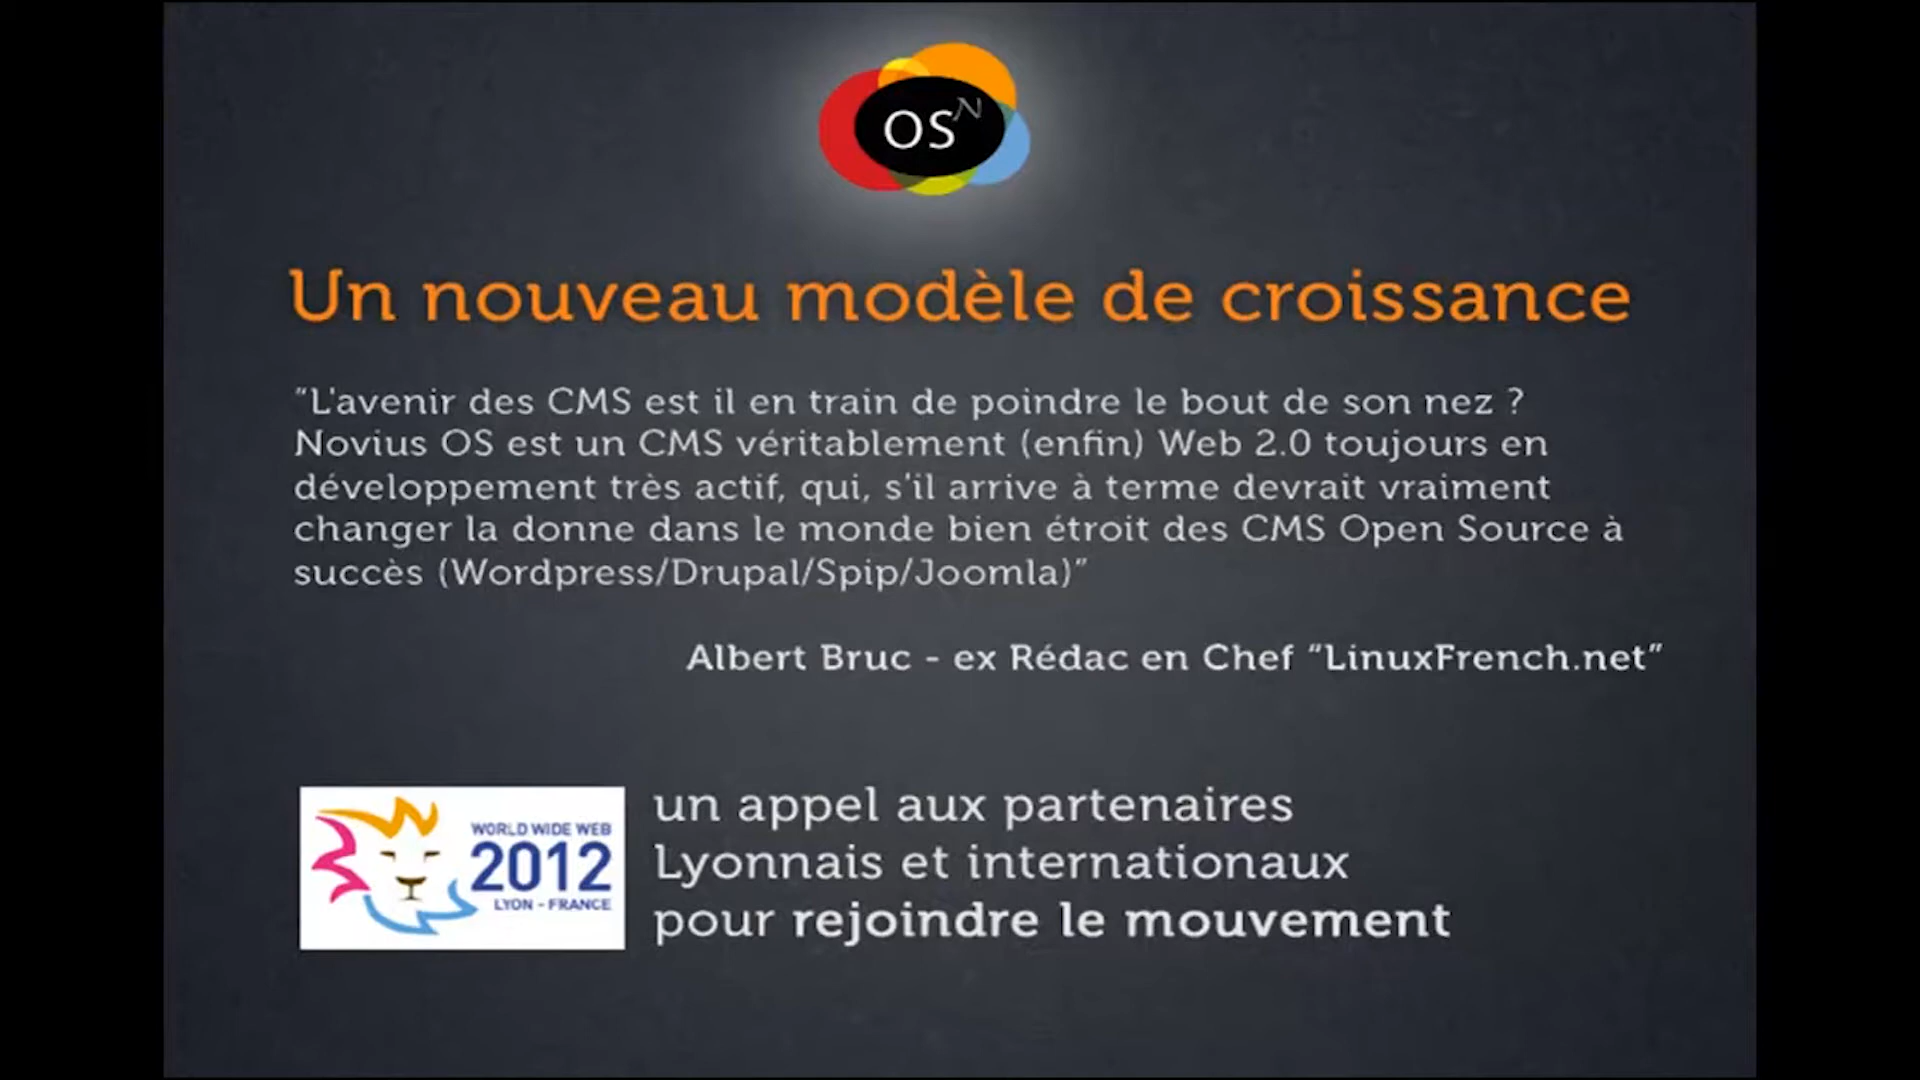 OS N
Un nouveau modèle de croissance
"L'avenir des CMS est il en train de poindre le bout de son nez ?
Novius OS est un CMS véritablement (enfin) Web 2.0 toujours en
développement très actif, qui, s'il arrive à terme devrait vraiment
changer la donne dans le monde bien étroit des CMS Open Source à
succès (Wordpress/Drupal/Spip/Joomla)"
Albert Bruc - ex Rédac en Chef "LinuxFrench.net"
WORLD WIDE WEB
2012
LYON - FRANCE
un appel aux partenaires
Lyonnais et internationaux
pour rejoindre le mouvement